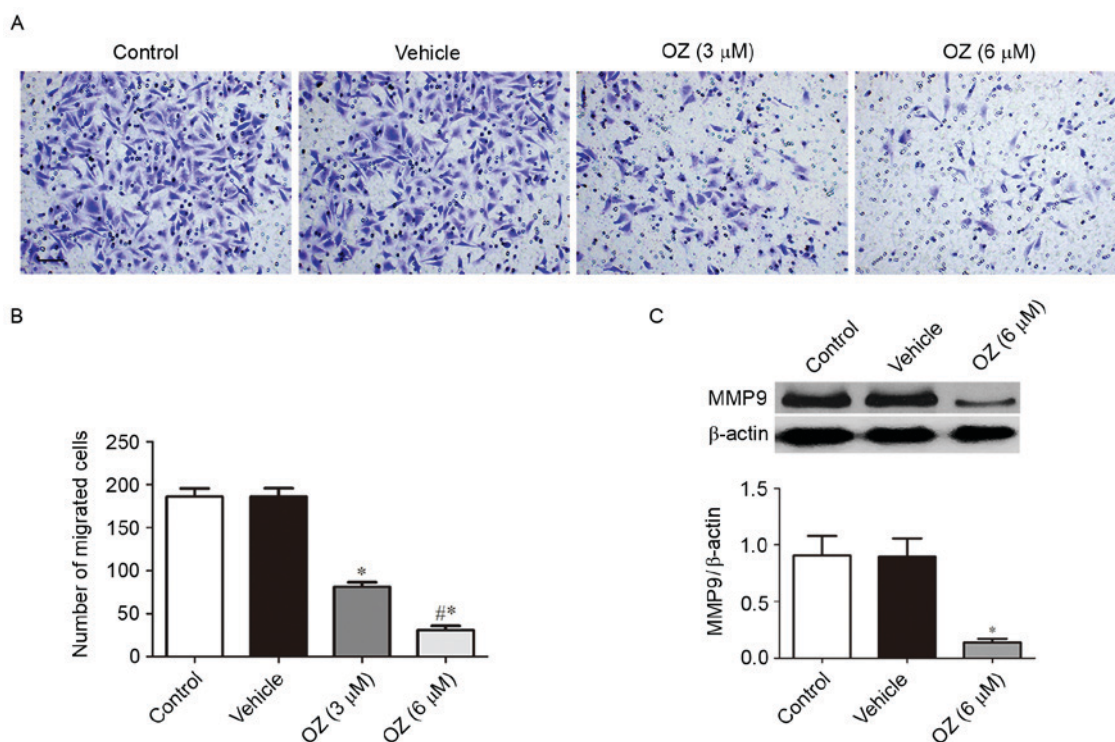 A
Control Vehicle OZ (3 μM) OZ (6 μM)
B
Number of migrated cells
250
200
150
100
50
0
*
#*
Control Vehicle OZ (3 μM) OZ (6 μM)
C
Control Vehicle OZ (6 μM)
MMP9
β-actin
MMP9/β-actin
1.5
1.0
0.5
0.0
*
Control Vehicle OZ (6 μM)